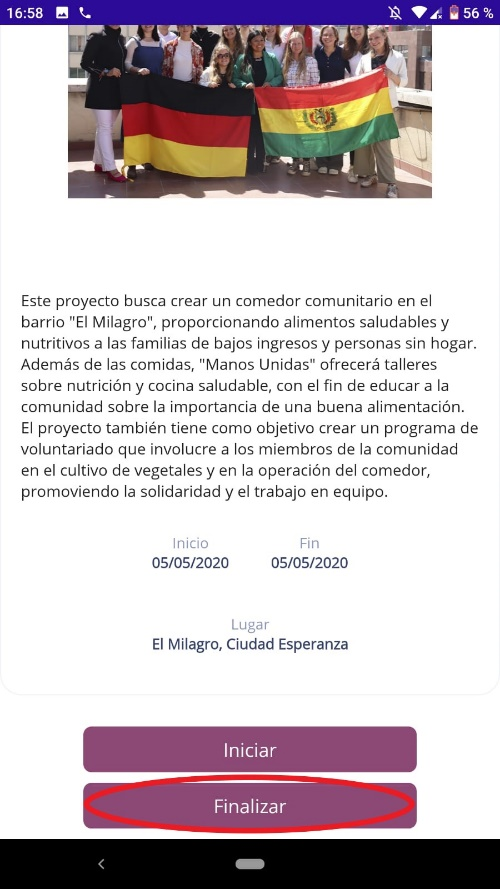 16:58
56 %
Este proyecto busca crear un comedor comunitario en el
barrio "El Milagro", proporcionando alimentos saludables y
nutritivos a las familias de bajos ingresos y personas sin hogar.
Además de las comidas, "Manos Unidas" ofrecerá talleres
sobre nutrición y cocina saludable, con el fin de educar a la
comunidad sobre la importancia de una buena alimentación.
El proyecto también tiene como objetivo crear un programa de
voluntariado que involucre a los miembros de la comunidad
en el cultivo de vegetales y en la operación del comedor,
promoviendo la solidaridad y el trabajo en equipo.
Inicio Fin
05/05/2020 05/05/2020
Lugar
El Milagro, Ciudad Esperanza
Iniciar
Finalizar